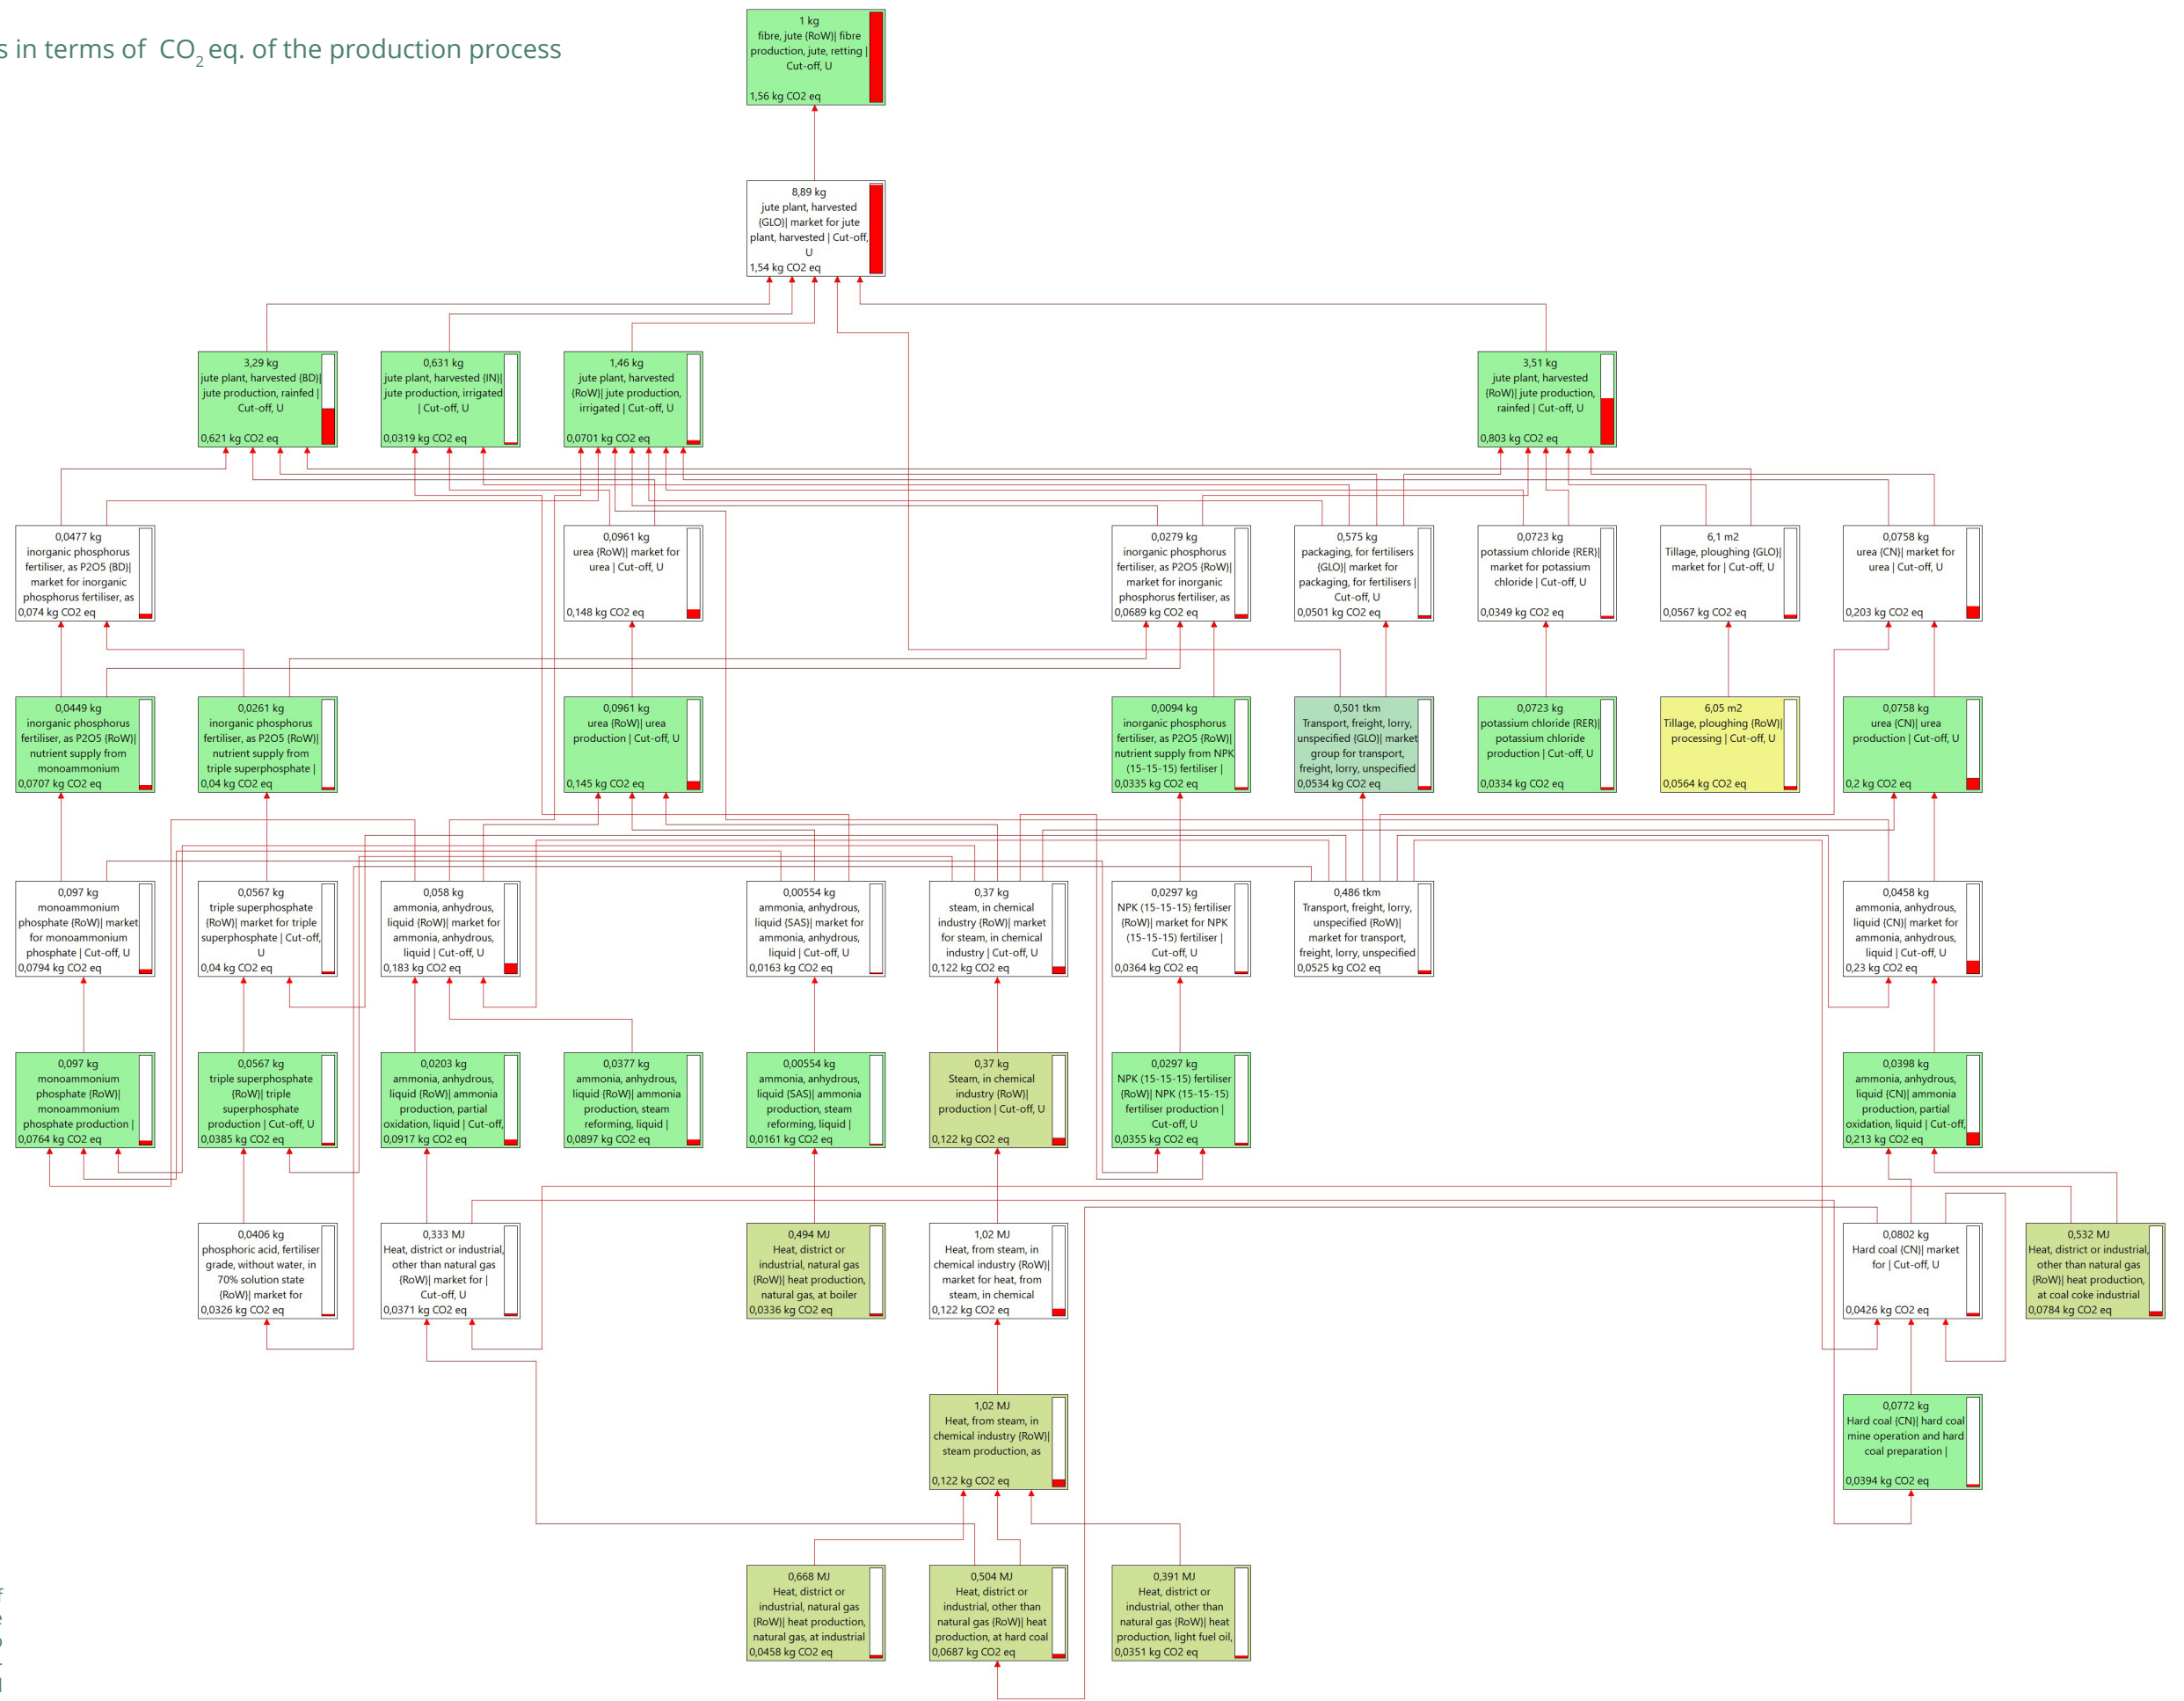 s in terms of CO2 eq. of the production process
1 kg
fibre, jute {RoW}| fibre
production, jute, retting |
Cut-off, U
1,56 kg CO2 eq
8,89 kg
jute plant, harvested
{GLO}| market for jute
plant, harvested | Cut-off,
U
1,54 kg CO2 eq
3,29 kg
jute plant, harvested {BD}|
jute production, rainfed |
Cut-off, U
0,621 kg CO2 eq
0,631 kg
jute plant, harvested {IN}|
jute production, irrigated
| Cut-off, U
0,0319 kg CO2 eq
1,46 kg
jute plant, harvested
{RoW}| jute production,
irrigated | Cut-off, U
0,0701 kg CO2 eq
3,51 kg
jute plant, harvested
{RoW}| jute production,
rainfed | Cut-off, U
0,803 kg CO2 eq
0,0477 kg
inorganic phosphorus
fertiliser, as P2O5 {BD}|
market for inorganic
phosphorus fertiliser, as
0,074 kg CO2 eq
0,0961 kg
urea {RoW}| market for
urea | Cut-off, U
0,148 kg CO2 eq
0,0279 kg
inorganic phosphorus
fertiliser, as P2O5 {RoW}|
market for inorganic
phosphorus fertiliser, as
0,0689 kg CO2 eq
0,575 kg
packaging, for fertilisers
{GLO}| market for
packaging, for fertilisers |
Cut-off, U
0,0501 kg CO2 eq
0,0723 kg
potassium chloride {RER}|
market for potassium
chloride | Cut-off, U
0,0349 kg CO2 eq
6,1 m2
Tillage, ploughing {GLO}|
market for | Cut-off, U
0,0567 kg CO2 eq
0,0758 kg
urea {CN}| market for
urea | Cut-off, U
0,203 kg CO2 eq
0,0449 kg
inorganic phosphorus
fertiliser, as P2O5 {RoW}|
nutrient supply from
monoammonium
0,0707 kg CO2 eq
0,0261 kg
inorganic phosphorus
fertiliser, as P2O5 {RoW}|
nutrient supply from
triple superphosphate |
0,04 kg CO2 eq
0,0961 kg
urea {RoW}| urea
production | Cut-off, U
0,145 kg CO2 eq
0,0094 kg
inorganic phosphorus
fertiliser, as P2O5 {RoW}|
nutrient supply from NPK
(15-15-15) fertiliser |
0,0335 kg CO2 eq
0,501 tkm
Transport, freight, lorry,
unspecified {GLO}| market
group for transport,
freight, lorry, unspecified
0,0534 kg CO2 eq
0,0723 kg
potassium chloride {RER}|
potassium chloride
production | Cut-off, U
0,0334 kg CO2 eq
6,05 m2
Tillage, ploughing {RoW}|
processing | Cut-off, U
0,0564 kg CO2 eq
0,0758 kg
urea {CN}| urea
production | Cut-off, U
0,2 kg CO2 eq
0,097 kg
monoammonium
phosphate {RoW}| market
for monoammonium
phosphate | Cut-off, U
0,0794 kg CO2 eq
0,0567 kg
triple superphosphate
{RoW}| market for triple
superphosphate | Cut-off,
U
0,04 kg CO2 eq
0,058 kg
ammonia, anhydrous,
liquid {RoW}| market for
ammonia, anhydrous,
liquid | Cut-off, U
0,183 kg CO2 eq
0,00554 kg
ammonia, anhydrous,
liquid {SAS}| market for
ammonia, anhydrous,
liquid | Cut-off, U
0,0163 kg CO2 eq
0,37 kg
steam, in chemical
industry {RoW}| market
for steam, in chemical
industry | Cut-off, U
0,122 kg CO2 eq
0,0297 kg
NPK (15-15-15) fertiliser
{RoW}| market for NPK
(15-15-15) fertiliser |
Cut-off, U
0,0364 kg CO2 eq
0,486 tkm
Transport, freight, lorry,
unspecified {RoW}|
market for transport,
freight, lorry, unspecified
0,0525 kg CO2 eq
0,0458 kg
ammonia, anhydrous,
liquid {CN}| market for
ammonia, anhydrous,
liquid | Cut-off, U
0,23 kg CO2 eq
0,097 kg
monoammonium
phosphate {RoW}|
monoammonium
phosphate production |
0,0764 kg CO2 eq
0,0567 kg
triple superphosphate
{RoW}| triple
superphosphate
production | Cut-off, U
0,0385 kg CO2 eq
0,0203 kg
ammonia, anhydrous,
liquid {RoW}| ammonia
production, partial
oxidation, liquid | Cut-off,
0,0917 kg CO2 eq
0,0377 kg
ammonia, anhydrous,
liquid {RoW}| ammonia
production, steam
reforming, liquid |
0,0897 kg CO2 eq
0,00554 kg
ammonia, anhydrous,
liquid {SAS}| ammonia
production, steam
reforming, liquid |
0,0161 kg CO2 eq
0,37 kg
Steam, in chemical
industry {RoW}|
production | Cut-off, U
0,122 kg CO2 eq
0,0297 kg
NPK (15-15-15) fertiliser
{RoW}| NPK (15-15-15)
fertiliser production |
Cut-off, U
0,0355 kg CO2 eq
0,0398 kg
ammonia, anhydrous,
liquid {CN}| ammonia
production, partial
oxidation, liquid | Cut-off,
0,213 kg CO2 eq
0,0406 kg
phosphoric acid, fertiliser
grade, without water, in
70% solution state
{RoW}| market for
0,0326 kg CO2 eq
0,333 MJ
Heat, district or industrial,
other than natural gas
{RoW}| market for |
Cut-off, U
0,0371 kg CO2 eq
0,494 MJ
Heat, district or
industrial, natural gas
{RoW}| heat production,
natural gas, at boiler
0,0336 kg CO2 eq
1,02 MJ
Heat, from steam, in
chemical industry {RoW}|
market for heat, from
steam, in chemical
0,122 kg CO2 eq
0,0802 kg
Hard coal {CN}| market
for | Cut-off, U
0,0426 kg CO2 eq
0,532 MJ
Heat, district or industrial,
other than natural gas
{RoW}| heat production,
at coal coke industrial
0,0784 kg CO2 eq
1,02 MJ
Heat, from steam, in
chemical industry {RoW}|
steam production, as
0,122 kg CO2 eq
0,0772 kg
Hard coal {CN}| hard coal
mine operation and hard
coal preparation |
0,0394 kg CO2 eq
0,668 MJ
Heat, district or
industrial, natural gas
{RoW}| heat production,
natural gas, at industrial
0,0458 kg CO2 eq
0,504 MJ
Heat, district or
industrial, other than
natural gas {RoW}| heat
production, at hard coal
0,0687 kg CO2 eq
0,391 MJ
Heat, district or
industrial, other than
natural gas {RoW}| heat
production, light fuel oil,
0,0351 kg CO2 eq